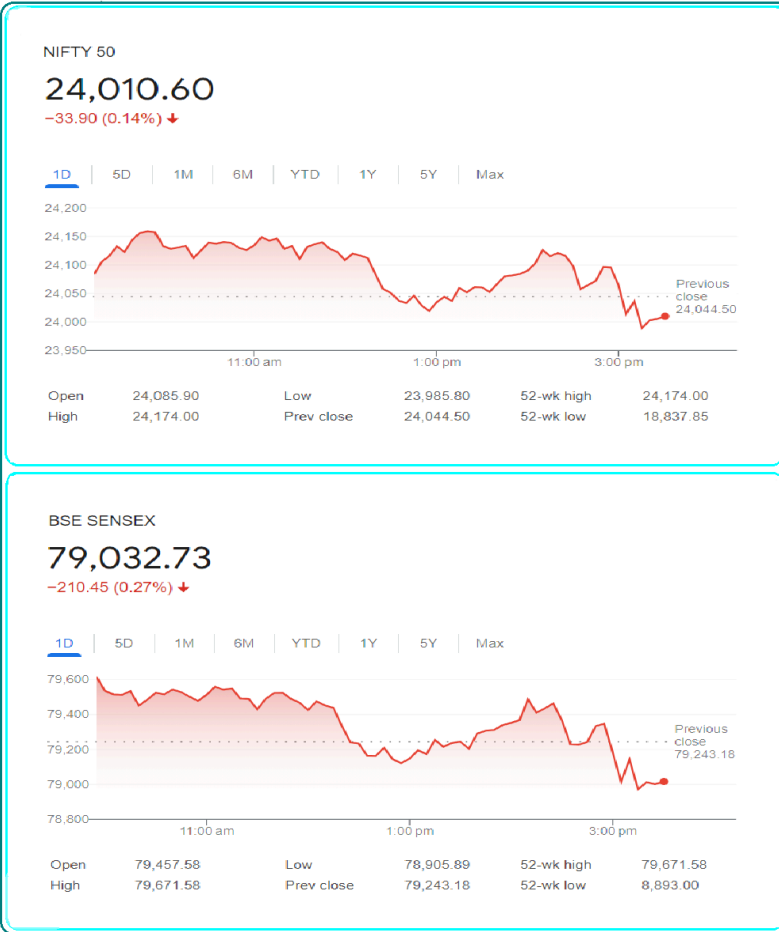 NIFTY 50
24,010.60
−33.90 (0.14%) ↓
1D 5D 1M 6M YTD 1Y 5Y Max
24,200
24,150
24,100
24,050
24,000
23,950
Previous
close
24,044.50
11:00 am 1:00 pm 3:00 pm
Open 24,085.90 Low 23,985.80 52-wk high 24,174.00
High 24,174.00 Prev close 24,044.50 52-wk low 18,837.85
BSE SENSEX
79,032.73
−210.45 (0.27%) ↓
1D 5D 1M 6M YTD 1Y 5Y Max
79,600
79,400
79,200
79,000
78,800
Previous
close
79,243.18
11:00 am 1:00 pm 3:00 pm
Open 79,457.58 Low 78,905.89 52-wk high 79,671.58
High 79,671.58 Prev close 79,243.18 52-wk low 8,893.00